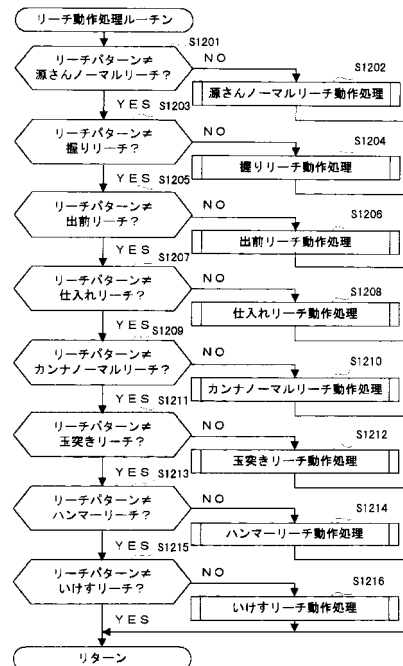 リーチ動作処理ルーチン
S1201
リーチパターン≠
源さんノーマルリーチ？
NO
S1202
源さんノーマルリーチ動作処理
YES
S1203
リーチパターン≠
握りリーチ？
NO
S1204
握りリーチ動作処理
YES
S1205
リーチパターン≠
出前リーチ？
NO
S1206
出前リーチ動作処理
YES
S1207
リーチパターン≠
仕入れリーチ？
NO
S1208
仕入れリーチ動作処理
YES
S1209
リーチパターン≠
カンナノーマルリーチ？
NO
S1210
カンナノーマルリーチ動作処理
YES
S1211
リーチパターン≠
玉突きリーチ？
NO
S1212
玉突きリーチ動作処理
YES
S1213
リーチパターン≠
ハンマーリーチ？
NO
S1214
ハンマーリーチ動作処理
YES
S1215
リーチパターン≠
いけすリーチ？
NO
S1216
いけすリーチ動作処理
YES
リターン